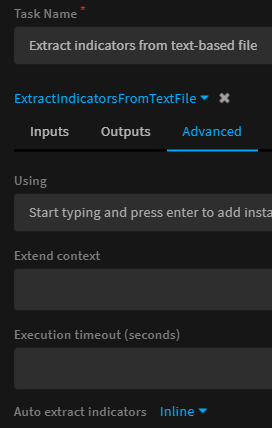 Task Name *
Extract indicators from text-based file
ExtractIndicatorsFromTextFile
Inputs Outputs Advanced
Using
Start typing and press enter to add insta
Extend context
Execution timeout (seconds)
Auto extract indicators Inline